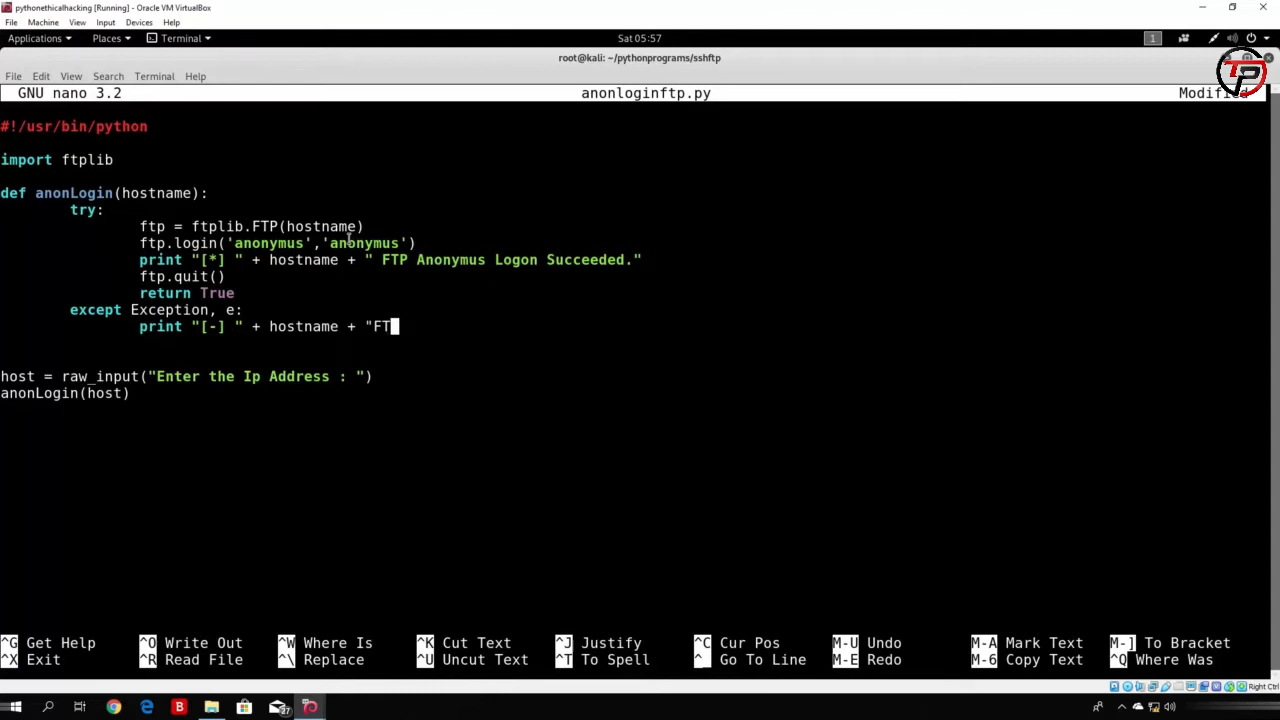 pythonethicalhacking [Running] - Oracle VM VirtualBox
File Machine View Input Devices Help
Applications Places Terminal Sat 05:57 1
root@kali: ~/pythonprograms/sshftp
TP
File Edit View Search Terminal Help
GNU nano 3.2 anonloginftp.py Modified
#!/usr/bin/python
import ftplib
def anonLogin(hostname):
try:
ftp = ftplib.FTP(hostname)
ftp.login('anonymus','anonymus')
print "[*] " + hostname + " FTP Anonymus Logon Succeeded."
ftp.quit()
return True
except Exception, e:
print "[-] " + hostname + "FT
host = raw_input("Enter the Ip Address : ")
anonLogin(host)
^G Get Help ^O Write Out ^W Where Is ^K Cut Text ^J Justify ^C Cur Pos M-U Undo M-A Mark Text M-] To Bracket
^X Exit ^R Read File ^\ Replace ^U Uncut Text ^T To Spell ^_ Go To Line M-E Redo M-6 Copy Text ^Q Where Was
Right Ctrl
B 27